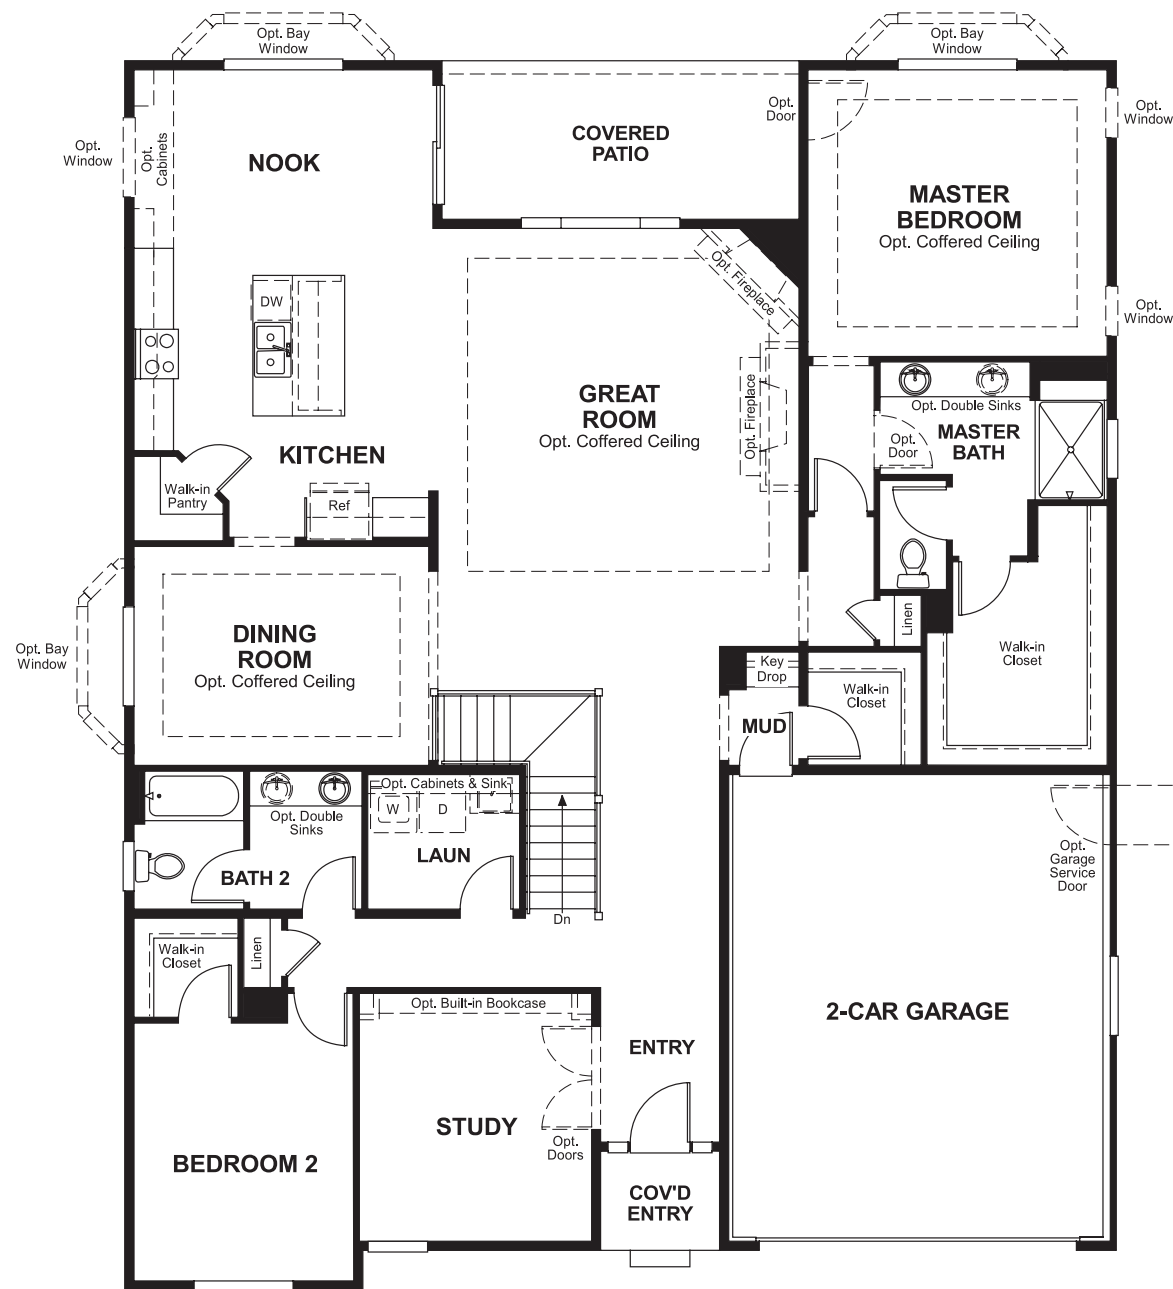 Opt. Bay
Window
Opt. Bay
Window
Opt.
Window
Opt.
Cabinets
NOOK
COVERED
PATIO
Opt.
Door
MASTER
BEDROOM
Opt. Coffered Ceiling
Opt.
Window
Opt.
Window
DW
Opt. Fireplace
GREAT
ROOM
Opt. Coffered Ceiling
Opt. Fireplace
Opt. Double Sinks
Opt.
Door
MASTER
BATH
KITCHEN
Walk-in
Pantry
Ref
Linen
Walk-in
Closet
DINING
ROOM
Opt. Coffered Ceiling
Opt. Bay
Window
Key
Drop
MUD
Walk-in
Closet
Opt. Double
Sinks
Opt. Cabinets & Sink
W
D
LAUN
BATH 2
Dn
Opt.
Garage
Service
Door
Walk-in
Closet
Linen
Opt. Built-in Bookcase
2-CAR GARAGE
ENTRY
STUDY
Opt.
Doors
BEDROOM 2
COV'D
ENTRY